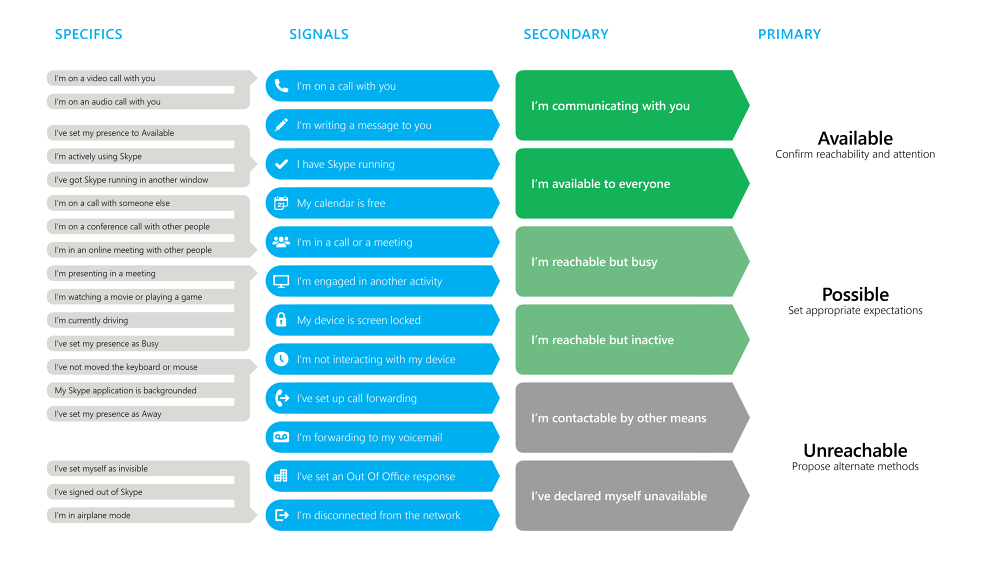 SPECIFICS
SIGNALS
SECONDARY
PRIMARY
I'm on a video call with you
I'm on an audio call with you
I've set my presence to Available
I'm actively using Skype
I've got Skype running in another window
I'm on a call with someone else
I'm on a conference call with other people
I'm in an online meeting with other people
I'm presenting in a meeting
I'm watching a movie or playing a game
I'm currently driving
I've set my presence as Busy
I've not moved the keyboard or mouse
My Skype application is backgrounded
I've set my presence as Away
I've set myself as invisible
I've signed out of Skype
I'm in airplane mode
I'm on a call with you
I'm writing a message to you
I have Skype running
23
My calendar is free
I'm in a call or a meeting
I'm engaged in another activity
My device is screen locked
I'm not interacting with my device
I've set up call forwarding
I'm forwarding to my voicemail
I've set an Out Of Office response
I'm disconnected from the network
I'm communicating with you
I'm available to everyone
I'm reachable but busy
I'm reachable but inactive
I'm contactable by other means
I've declared myself unavailable
Available
Confirm reachability and attention
Possible
Set appropriate expectations
Unreachable
Propose alternate methods